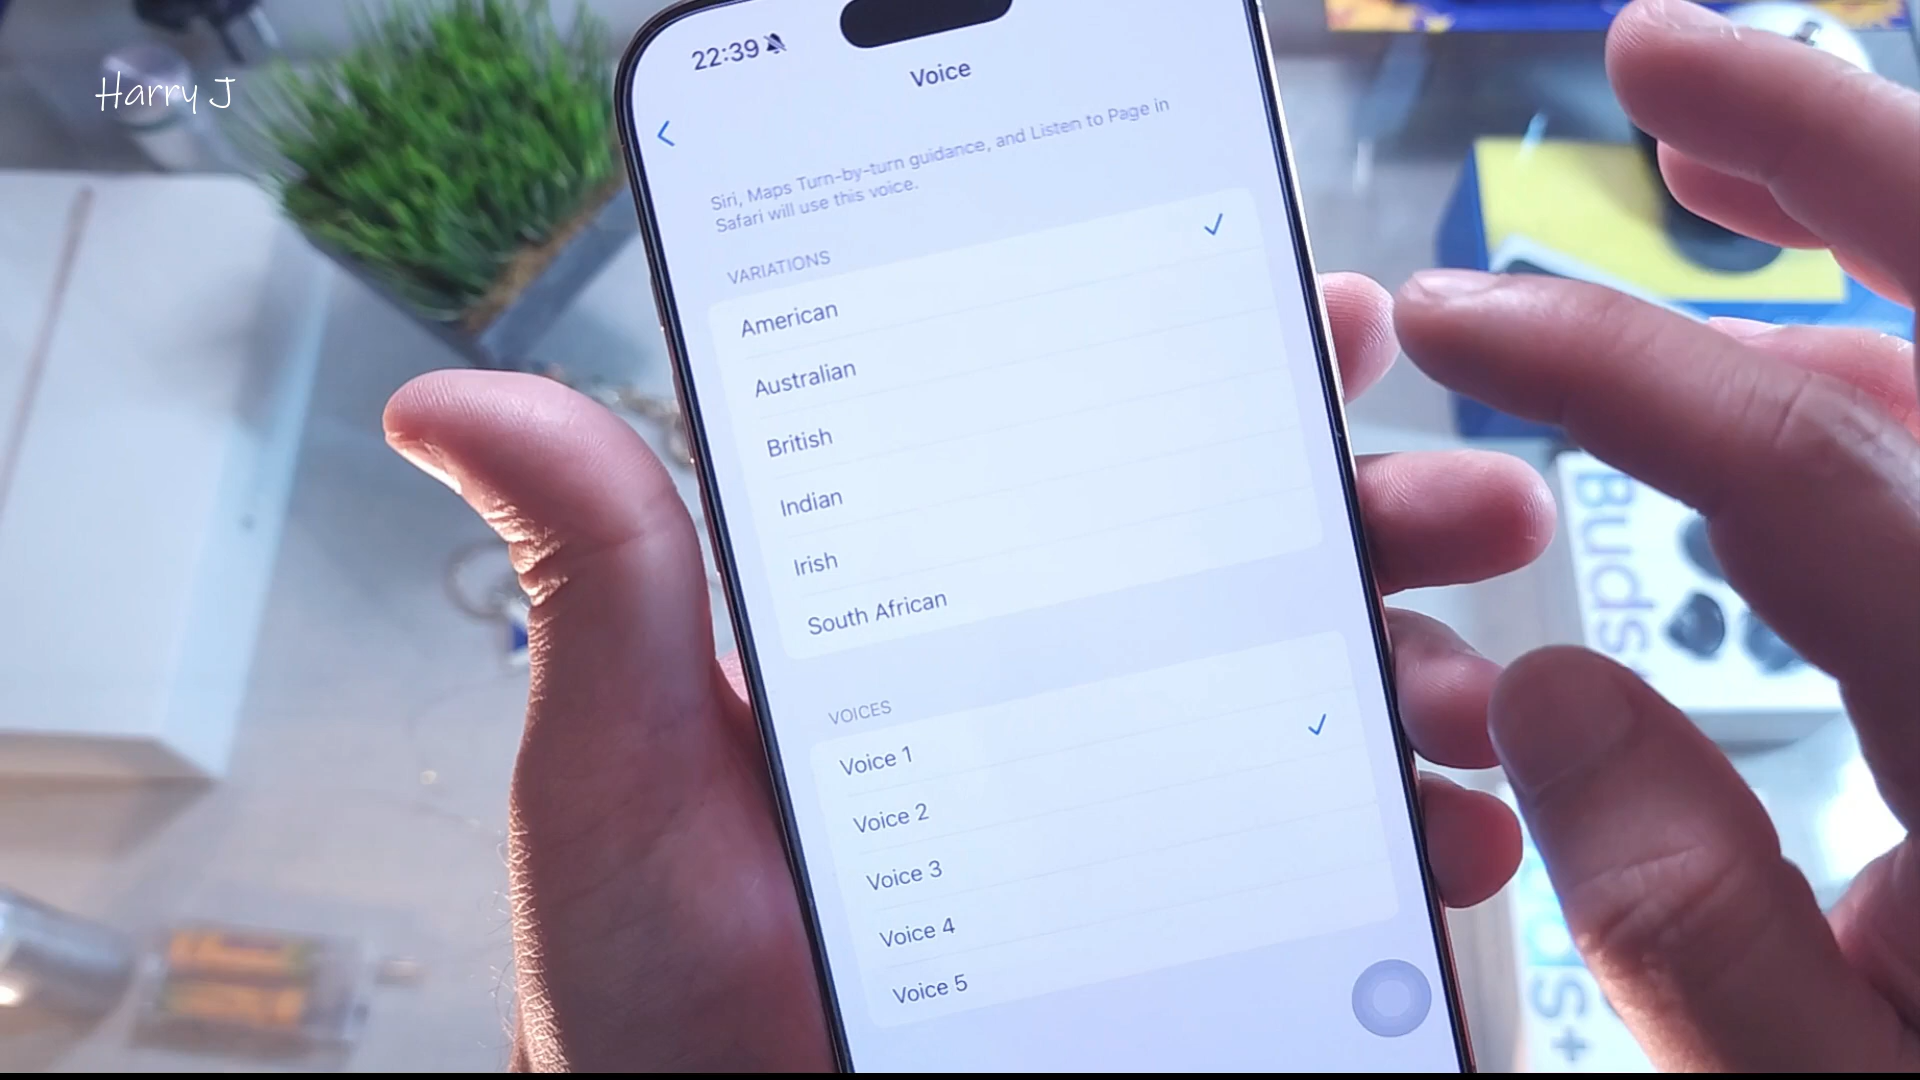 Harry J
22:39
Voice
Siri, Maps Turn-by-turn guidance, and Listen to Page in
Safari will use this voice.
VARIATIONS
American
Australian
British
Indian
Irish
South African
VOICES
Voice 1
Voice 2
Voice 3
Voice 4
Voice 5
Buds